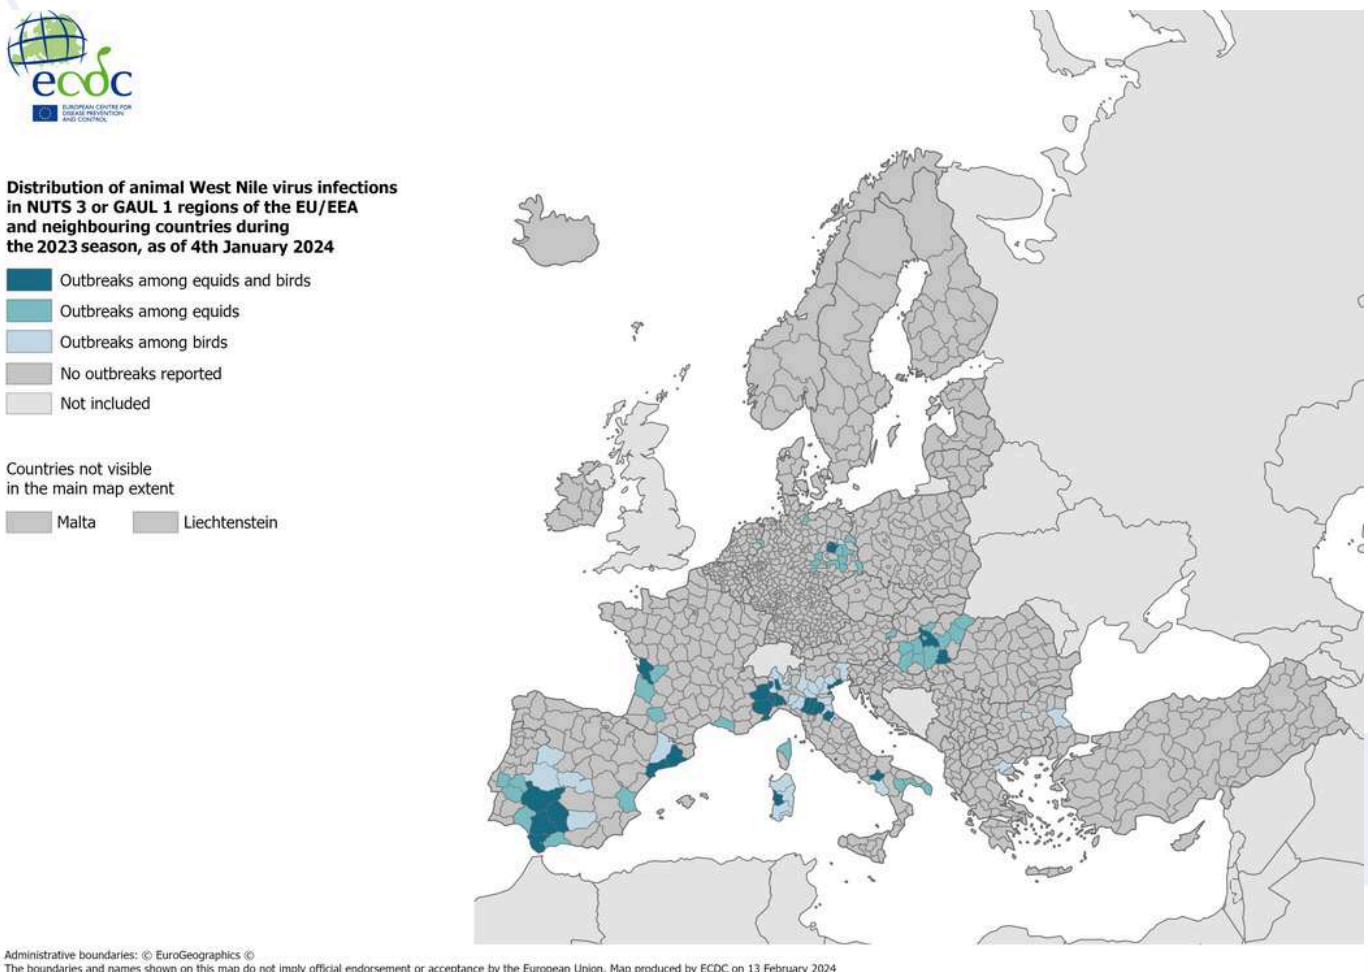 ecdc
EUROPEAN CENTRE FOR
DISEASE PREVENTION
AND CONTROL
Distribution of animal West Nile virus infections
in NUTS 3 or GAUL 1 regions of the EU/EEA
and neighbouring countries during
the 2023 season, as of 4th January 2024
Outbreaks among equids and birds
Outbreaks among equids
Outbreaks among birds
No outbreaks reported
Not included
Countries not visible
in the main map extent
Malta Liechtenstein
Administrative boundaries: © EuroGeographics ©
The boundaries and names shown on this map do not imply official endorsement or acceptance by the European Union. Map produced by ECDC on 13 February 2024